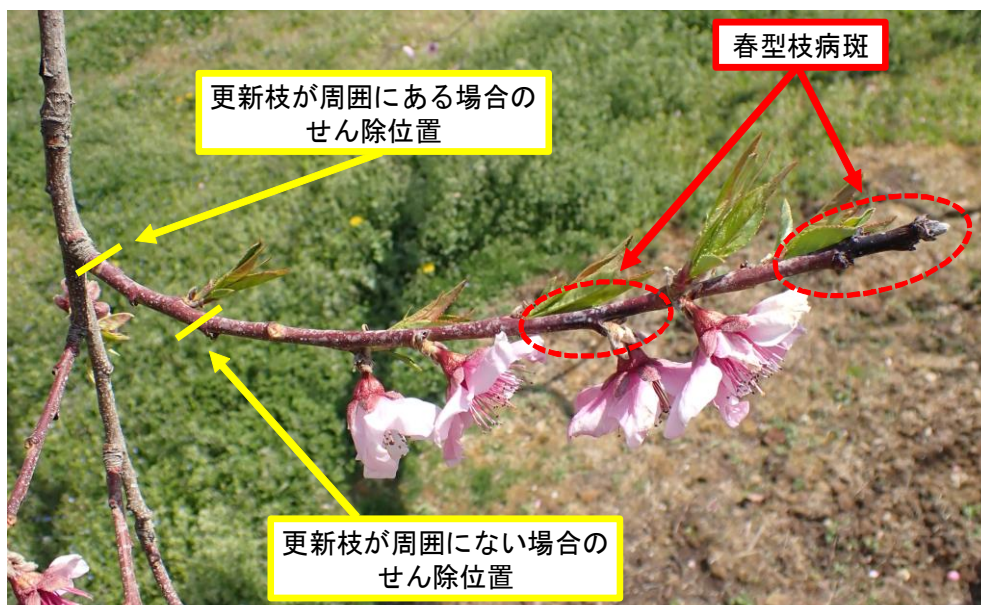 春型枝病斑
更新枝が周囲にある場合の
せん除位置
更新枝が周囲にない場合の
せん除位置